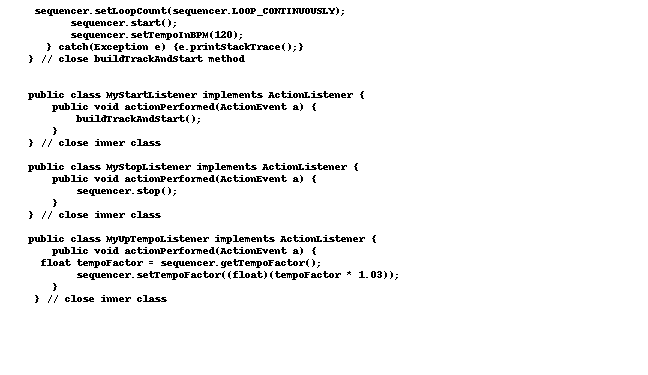 sequencer.setLoopCount(sequencer.LOOP_CONTINUOUSLY);
sequencer.start();
sequencer.setTempoInBPM(120);
} catch(Exception e) {e.printStackTrace();}
} // close buildTrackAndStart method
public class MyStartListener implements ActionListener {
public void actionPerformed(ActionEvent a) {
buildTrackAndStart();
}
} // close inner class
public class MyStopListener implements ActionListener {
public void actionPerformed(ActionEvent a) {
sequencer.stop();
}
} // close inner class
public class MyUpTempoListener implements ActionListener {
public void actionPerformed(ActionEvent a) {
float tempoFactor = sequencer.getTempoFactor();
sequencer.setTempoFactor((float)(tempoFactor * 1.03));
}
} // close inner class